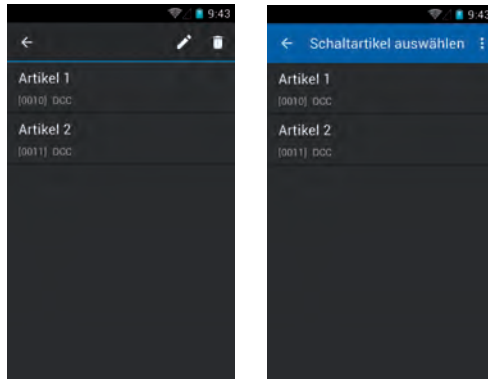 9:43
Artikel 1
[0010] DCC
Artikel 2
[0011] DCC
9:43
Schaltartikel auswählen
Artikel 1
[0010] DCC
Artikel 2
[0011] DCC